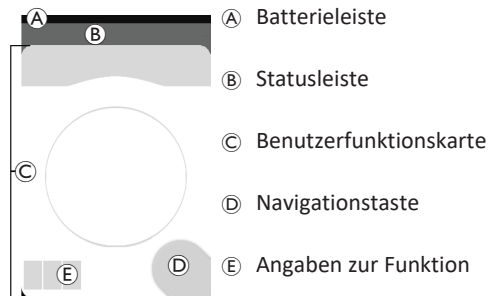 A
B
C
D
E
A Batterieleiste
B Statusleiste
C Benutzerfunktionskarte
D Navigationstaste
E Angaben zur Funktion